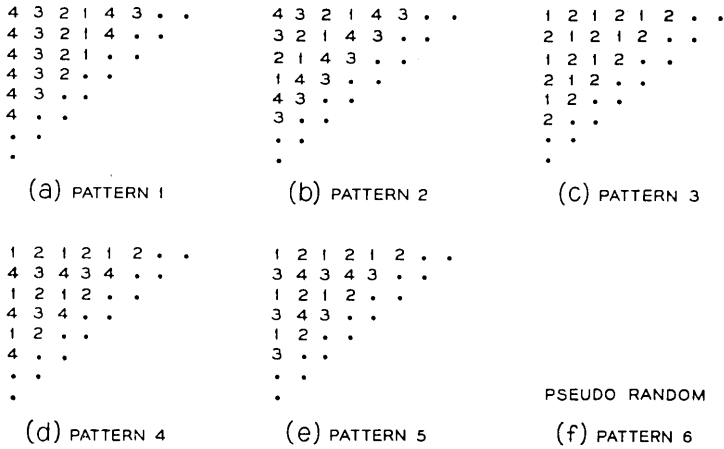 4 3 2 1 4 3 . .
4 3 2 1 4 . .
4 3 2 1 . .
4 3 2 . .
4 3 . .
4 . .
. .
.
(a) PATTERN 1
4 3 2 1 4 3 . .
3 2 1 4 3 . .
2 1 4 3 . .
1 4 3 . .
4 3 . .
3 . .
. .
.
(b) PATTERN 2
1 2 1 2 1 2 . .
2 1 2 1 2 . .
1 2 1 2 . .
2 1 2 . .
1 2 . .
2 . .
. .
.
(c) PATTERN 3
1 2 1 2 1 2 . .
4 3 4 3 4 . .
1 2 1 2 . .
4 3 4 . .
1 2 . .
4 . .
. .
.
(d) PATTERN 4
1 2 1 2 1 2 . .
3 4 3 4 3 . .
1 2 1 2 . .
3 4 3 . .
1 2 . .
3 . .
. .
.
(e) PATTERN 5
PSEUDO RANDOM
(f) PATTERN 6